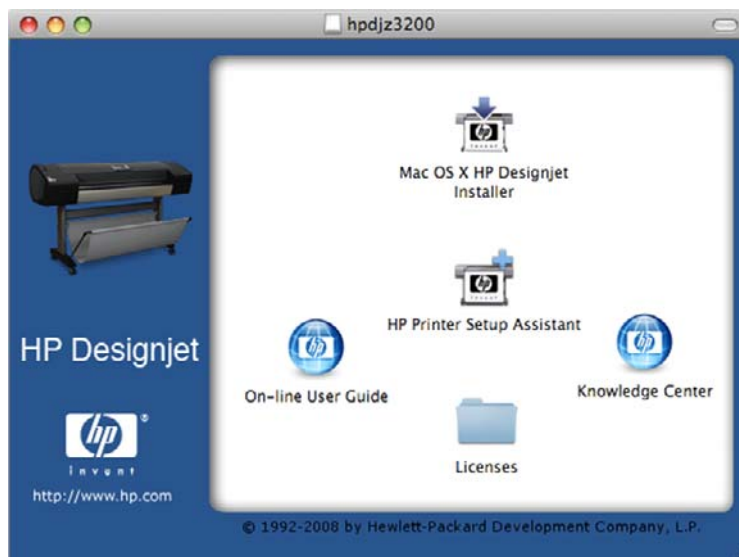 hpdjz3200
Mac OS X HP Designjet
Installer
HP Printer Setup Assistant
On-line User Guide
Knowledge Center
Licenses
HP Designjet
hp
®
invent
http://www.hp.com
© 1992-2008 by Hewlett-Packard Development Company, L.P.